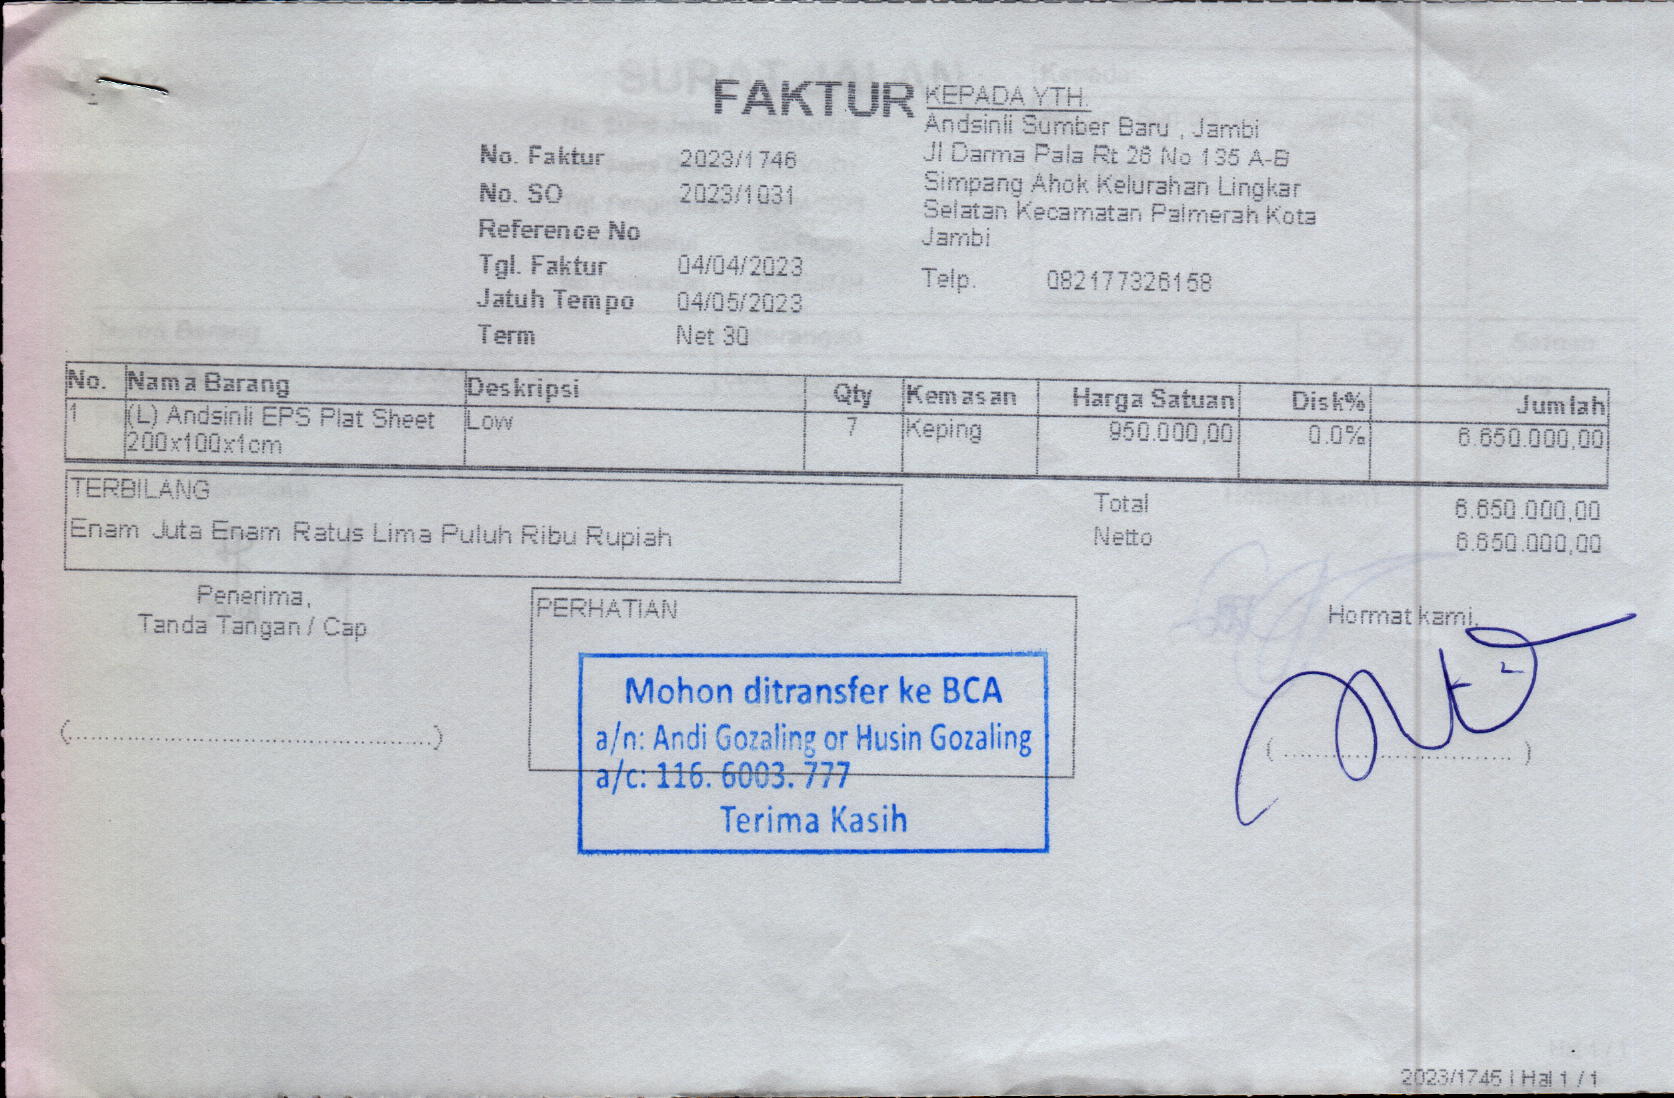 FAKTUR
KEPADA YTH.
Andsinli Sumber Baru , Jambi
Jl Darma Pala Rt 26 No 135 A-B
Simpang Ahok Kelurahan Lingkar
Selatan Kecamatan Palmerah Kota
Jambi
Telp. 082177326158
No. Faktur 2023/1746
No. SO 2023/1031
Reference No
Tgl. Faktur 04/04/2023
Jatuh Tempo 04/05/2023
Term Net 30
No. Nama Barang Deskripsi Qty Kemasan Harga Satuan Disk% Jumlah
1 (L) Andsinli EPS Plat Sheet Low 7 Keping 950.000,00 0.0% 6.650.000,00
200x100x1cm
TERBILANG
Enam Juta Enam Ratus Lima Puluh Ribu Rupiah
Total 6.650.000,00
Netto 6.650.000,00
Penerima,
Tanda Tangan / Cap
PERHATIAN
Hormat kami,
Mohon ditransfer ke BCA
a/n: Andi Gozaling or Husin Gozaling
a/c: 116. 6003. 777
Terima Kasih
(............................................)
(..............................)
2023/1745 | Hal 1 / 1